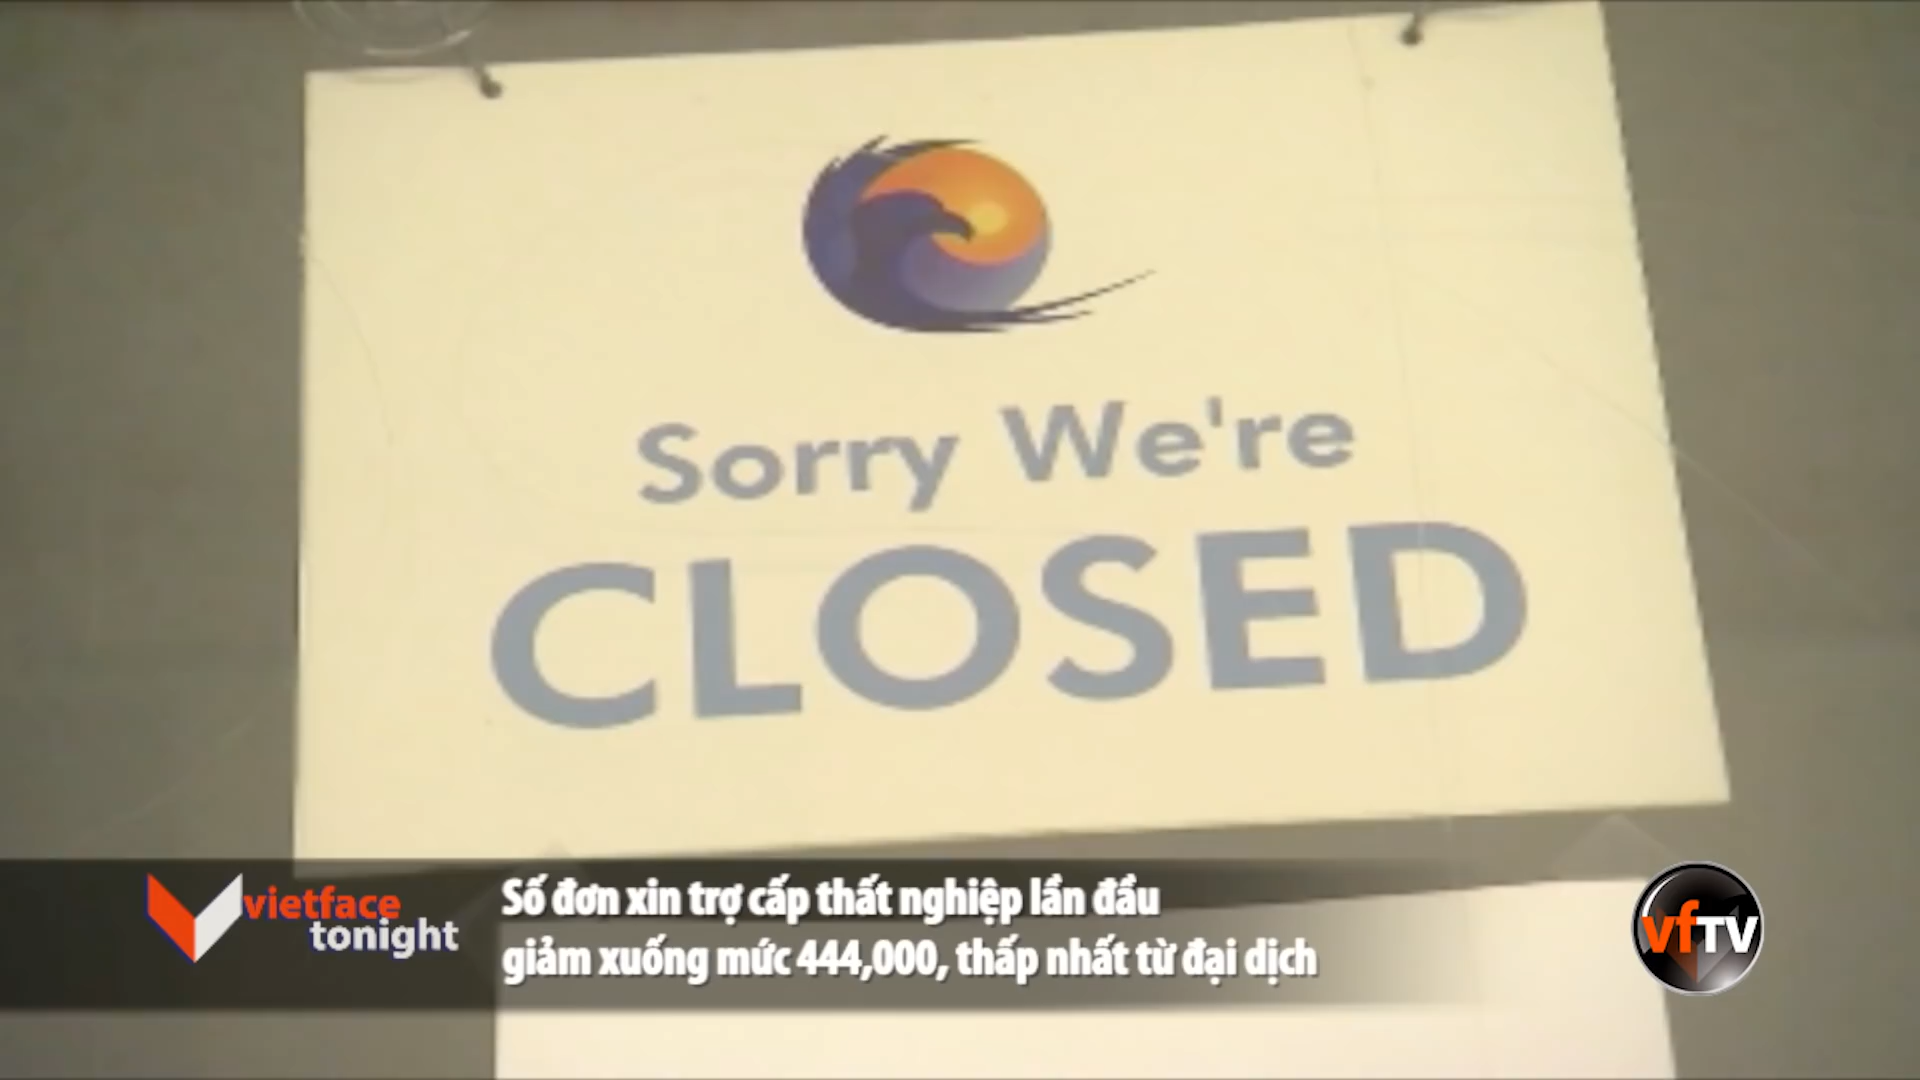 Sorry We're
CLOSED
vietface
tonight
Số đơn xin trợ cấp thất nghiệp lần đầu
giảm xuống mức 444,000, thấp nhất từ đại dịch
vfTV